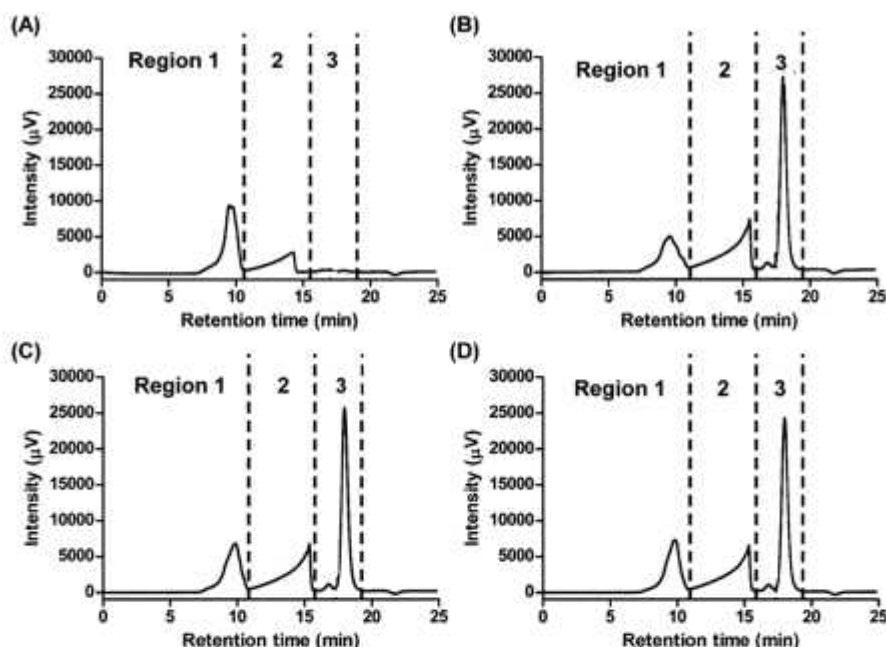 (A)
Region 1 2 3
Intensity (µV)
30000
25000
20000
15000
10000
5000
0
0 5 10 15 20 25
Retention time (min)
(B)
Region 1 2 3
Intensity (µV)
30000
25000
20000
15000
10000
5000
0
0 5 10 15 20 25
Retention time (min)
(C)
Region 1 2 3
Intensity (µV)
30000
25000
20000
15000
10000
5000
0
0 5 10 15 20 25
Retention time (min)
(D)
Region 1 2 3
Intensity (µV)
30000
25000
20000
15000
10000
5000
0
0 5 10 15 20 25
Retention time (min)